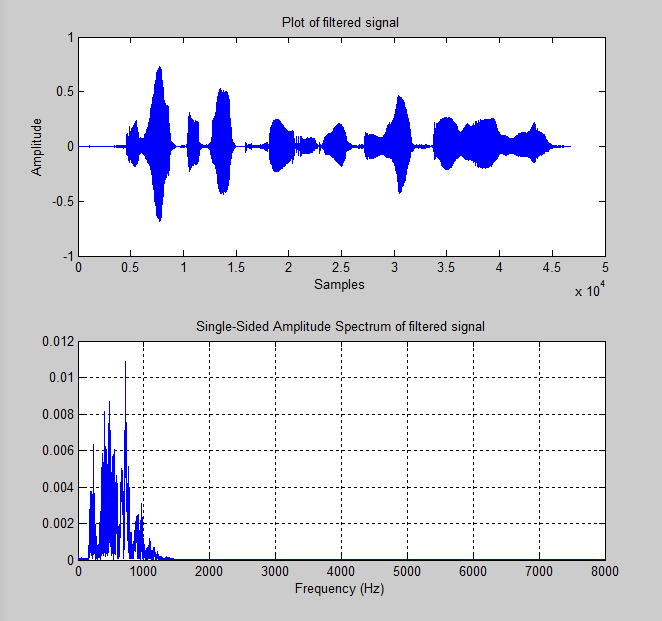 Plot of filtered signal
1
0.5
0
-0.5
-1
Amplitude
0 0.5 1 1.5 2 2.5 3 3.5 4 4.5 5
Samples
x 10^4
Single-Sided Amplitude Spectrum of filtered signal
0.012
0.01
0.008
0.006
0.004
0.002
0
0 1000 2000 3000 4000 5000 6000 7000 8000
Frequency (Hz)